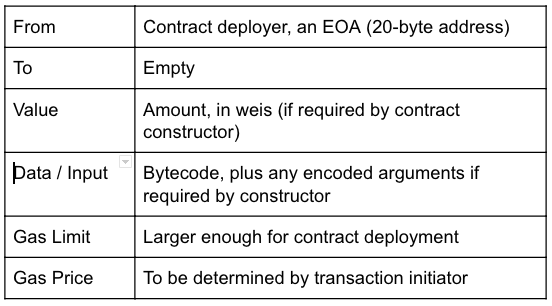 From
Contract deployer, an EOA (20-byte address)
To
Empty
Value
Amount, in weis (if required by contract
constructor)
Data / Input
Bytecode, plus any encoded arguments if
required by constructor
Gas Limit
Larger enough for contract deployment
Gas Price
To be determined by transaction initiator